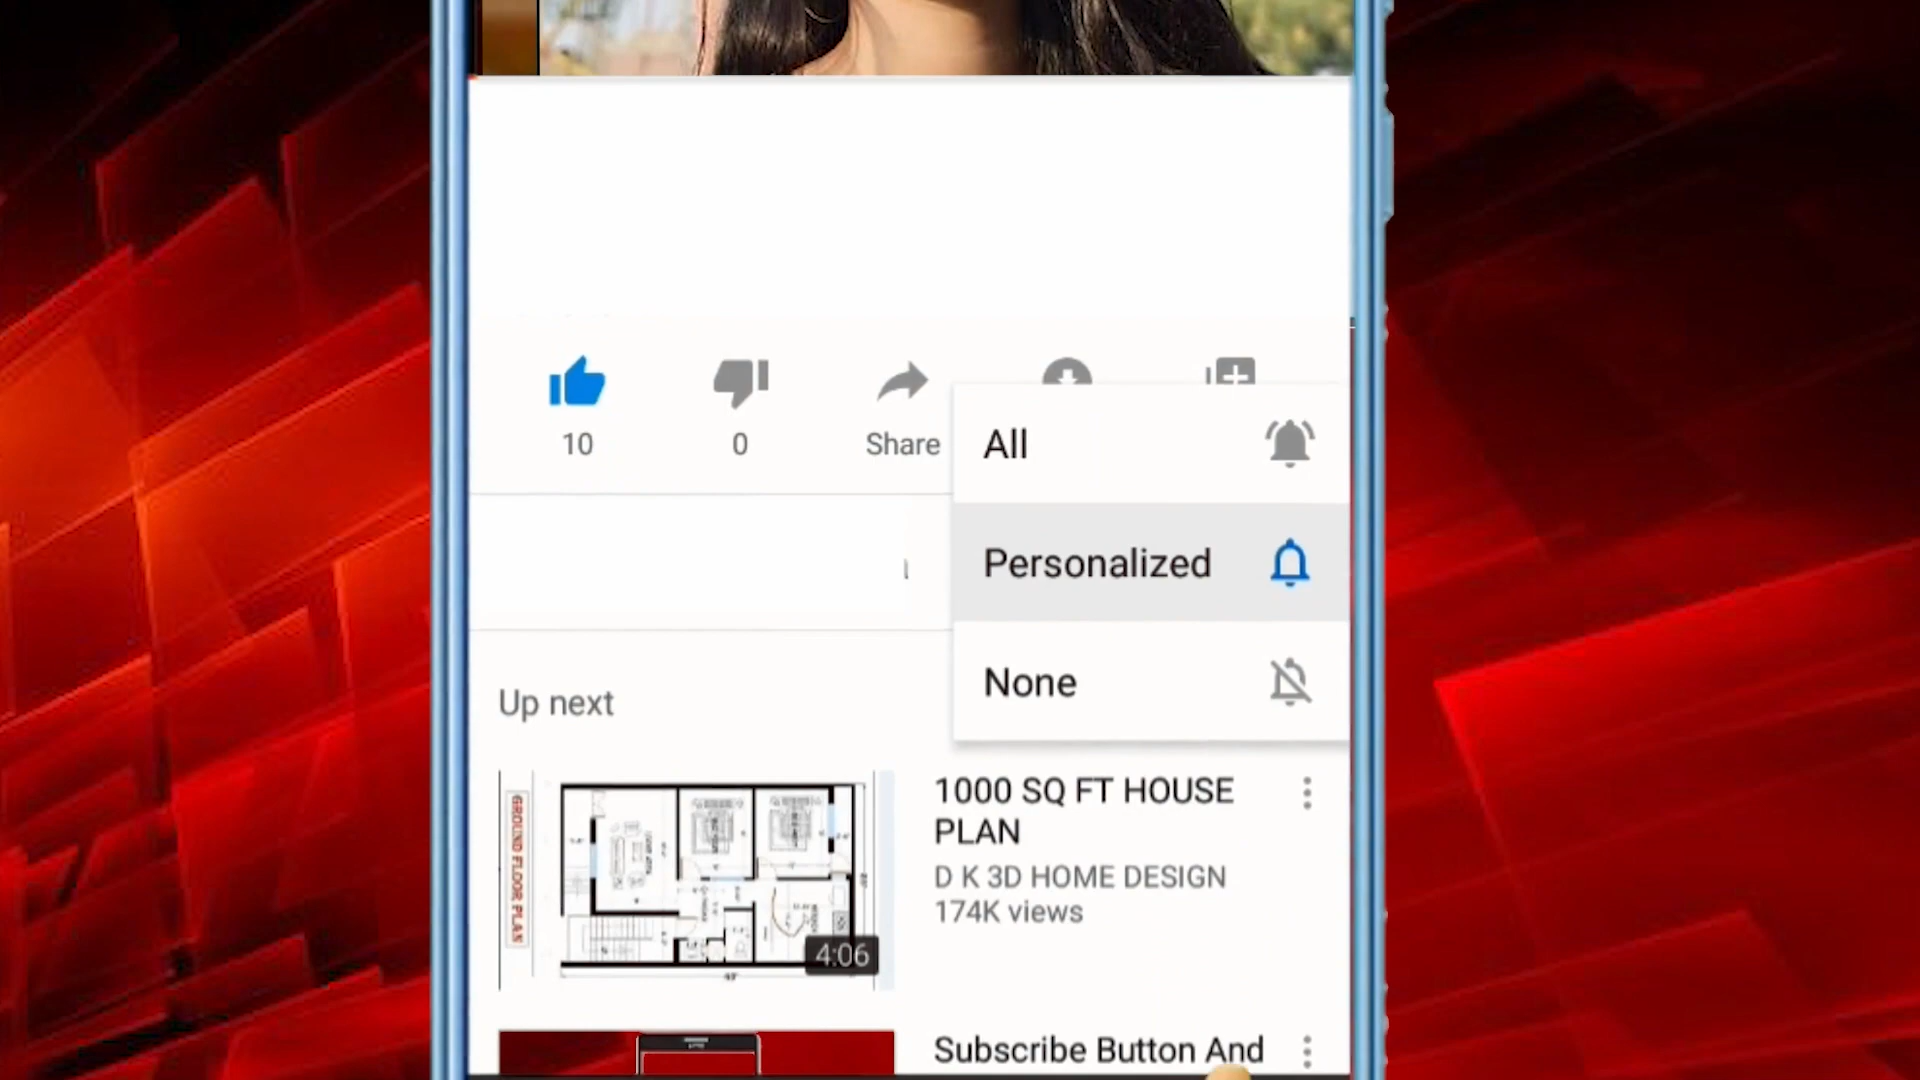 10
0
Share
All
Personalized
None
Up next
GROUND FLOOR PLAN
4:06
1000 SQ FT HOUSE
PLAN
D K 3D HOME DESIGN
174K views
Subscribe Button And